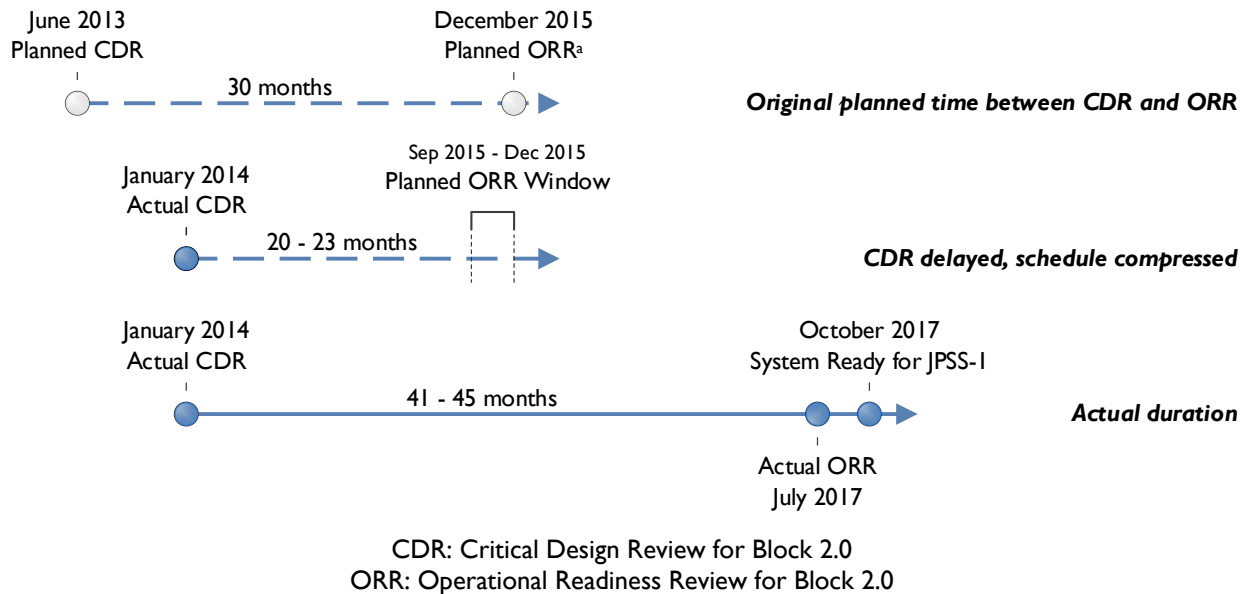 June 2013
Planned CDR
December 2015
Planned ORRᵃ
30 months
Original planned time between CDR and ORR
Sep 2015 - Dec 2015
Planned ORR Window
January 2014
Actual CDR
20 - 23 months
CDR delayed, schedule compressed
January 2014
Actual CDR
October 2017
System Ready for JPSS-1
41 - 45 months
Actual duration
Actual ORR
July 2017
CDR: Critical Design Review for Block 2.0
ORR: Operational Readiness Review for Block 2.0